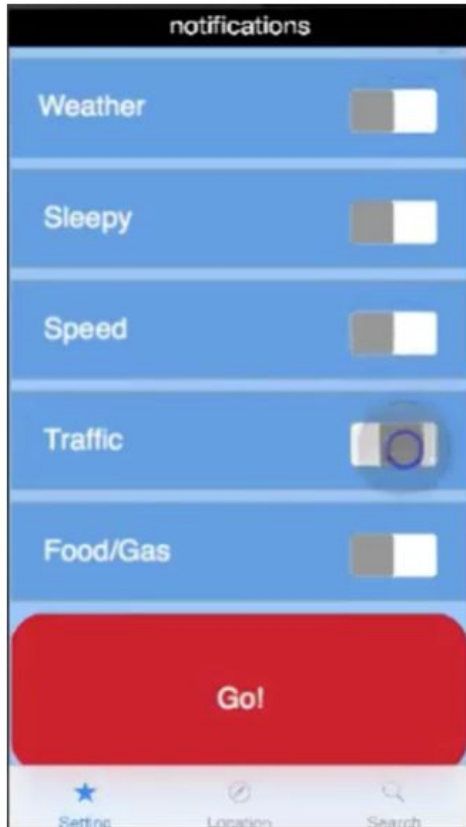 notifications
Weather
Sleepy
Speed
Traffic
Food/Gas
Go!
Setting
Location
Search